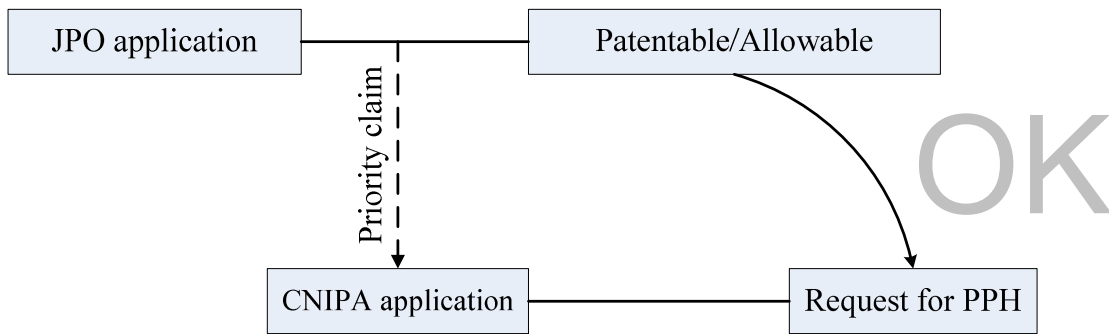 JPO application
Patentable/Allowable
Priority claim
OK
CNIPA application
Request for PPH